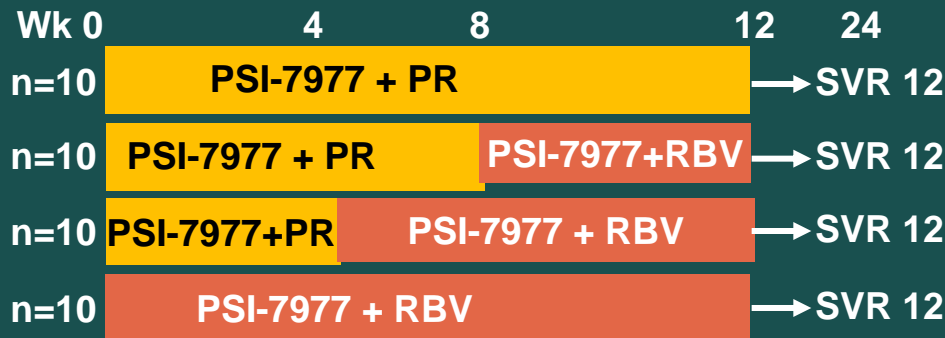 Wk 0 4 8 12 24
n=10 PSI-7977 + PR SVR 12
n=10 PSI-7977 + PR PSI-7977+RBV SVR 12
n=10 PSI-7977+PR PSI-7977 + RBV SVR 12
n=10 PSI-7977 + RBV SVR 12